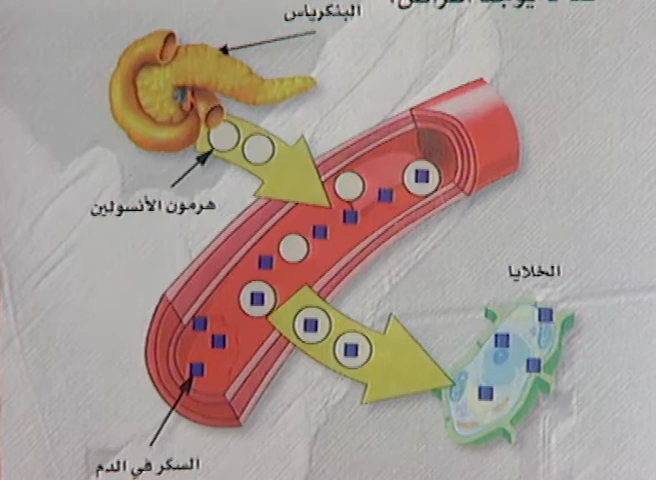 البنكرياس
هرمون الأنسولين
الخلايا
السكر في الدم